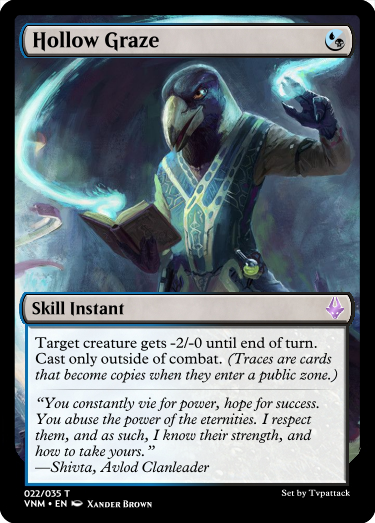 Hollow Graze
Skill Instant
Target creature gets -2/-0 until end of turn.
Cast only outside of combat. (Traces are cards
that become copies when they enter a public zone.)
“You constantly vie for power, hope for success.
You abuse the power of the eternities. I respect
them, and as such, I know their strength, and
how to take yours.”
—Shivta, Avlod Clanleader
022/035 T
VNM • EN Xander Brown
Set by Tvpattack